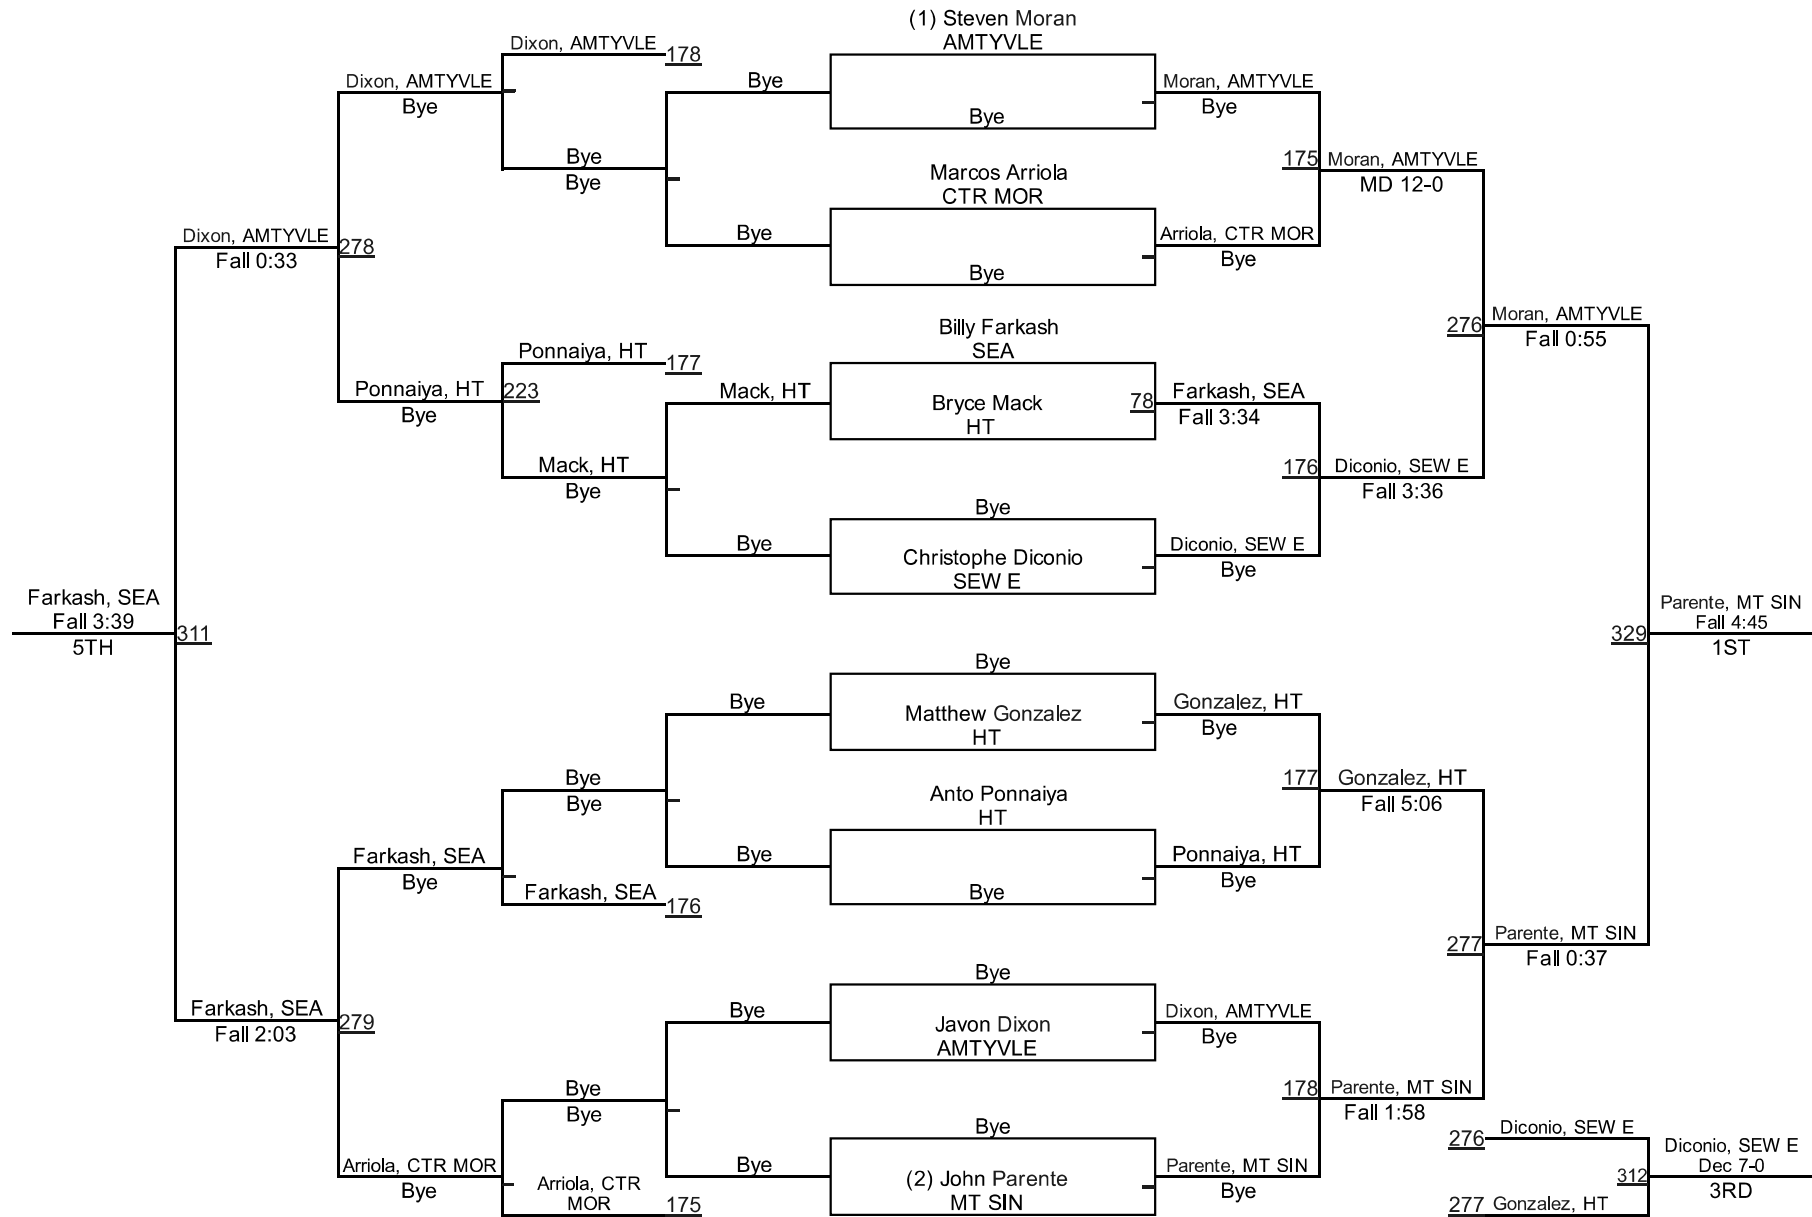 (1) Steven Moran
AMTYVLE
Dixon, AMTYVLE
178
Dixon, AMTYVLE
Bye
Bye
Bye
Moran, AMTYVLE
Bye
Bye
Bye
175
Moran, AMTYVLE
MD 12-0
Marcos Arriola
CTR MOR
Dixon, AMTYVLE
Fall 0:33
278
Bye
Bye
Arriola, CTR MOR
Bye
Billy Farkash
SEA
276
Moran, AMTYVLE
Fall 0:55
Ponnaiya, HT
177
Ponnaiya, HT
Bye
223
Mack, HT
Bryce Mack
HT
78
Farkash, SEA
Fall 3:34
Mack, HT
Bye
176
Diconio, SEW E
Fall 3:36
Bye
Bye
Christophe Diconio
SEW E
Diconio, SEW E
Bye
Farkash, SEA
Fall 3:39
5TH
311
329
Parente, MT SIN
Fall 4:45
1ST
Bye
Bye
Matthew Gonzalez
HT
Gonzalez, HT
Bye
Bye
Bye
177
Gonzalez, HT
Fall 5:06
Anto Ponnaiya
HT
Farkash, SEA
Bye
Bye
Bye
Ponnaiya, HT
Bye
Farkash, SEA
176
277
Parente, MT SIN
Fall 0:37
Bye
Farkash, SEA
Fall 2:03
279
Bye
Javon Dixon
AMTYVLE
Dixon, AMTYVLE
Bye
Bye
Bye
178
Parente, MT SIN
Fall 1:58
Bye
Arriola, CTR MOR
Bye
Arriola, CTR
MOR
175
Bye
(2) John Parente
MT SIN
Parente, MT SIN
Bye
276
Diconio, SEW E
312
Diconio, SEW E
Dec 7-0
3RD
277
Gonzalez, HT